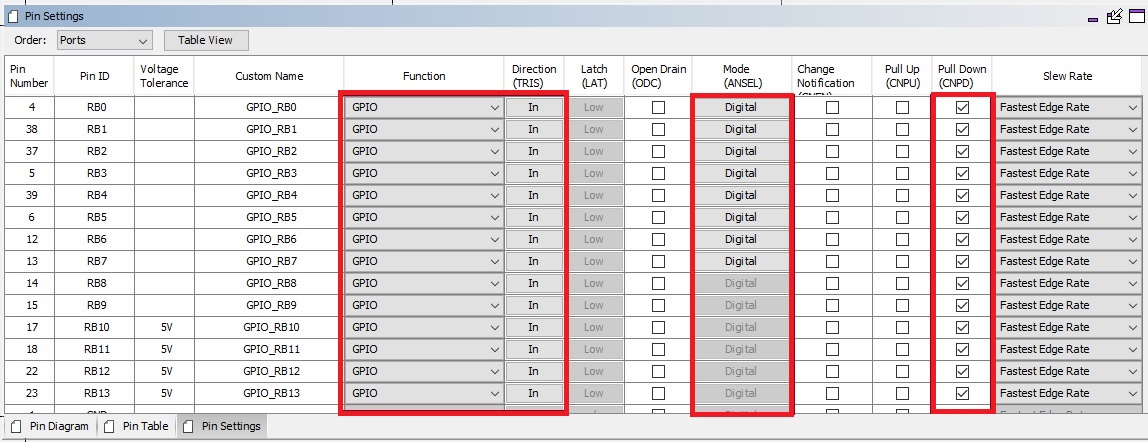 Pin Settings
Order: Ports Table View
Pin Number Pin ID Voltage Tolerance Custom Name Function Direction (TRIS) Latch (LAT) Open Drain (ODC) Mode (ANSEL) Change Notification Pull Up (CNPU) Pull Down (CNPD) Slew Rate
4 RB0 GPIO_RB0 GPIO In Low Digital Fastest Edge Rate
38 RB1 GPIO_RB1 GPIO In Low Digital Fastest Edge Rate
37 RB2 GPIO_RB2 GPIO In Low Digital Fastest Edge Rate
5 RB3 GPIO_RB3 GPIO In Low Digital Fastest Edge Rate
39 RB4 GPIO_RB4 GPIO In Low Digital Fastest Edge Rate
6 RB5 GPIO_RB5 GPIO In Low Digital Fastest Edge Rate
12 RB6 GPIO_RB6 GPIO In Low Digital Fastest Edge Rate
13 RB7 GPIO_RB7 GPIO In Low Digital Fastest Edge Rate
14 RB8 GPIO_RB8 GPIO In Low Digital Fastest Edge Rate
15 RB9 GPIO_RB9 GPIO In Low Digital Fastest Edge Rate
17 RB10 5V GPIO_RB10 GPIO In Low Digital Fastest Edge Rate
18 RB11 5V GPIO_RB11 GPIO In Low Digital Fastest Edge Rate
22 RB12 5V GPIO_RB12 GPIO In Low Digital Fastest Edge Rate
23 RB13 5V GPIO_RB13 GPIO In Low Digital Fastest Edge Rate
Fastest Edge Rate
Pin Diagram Pin Table Pin Settings